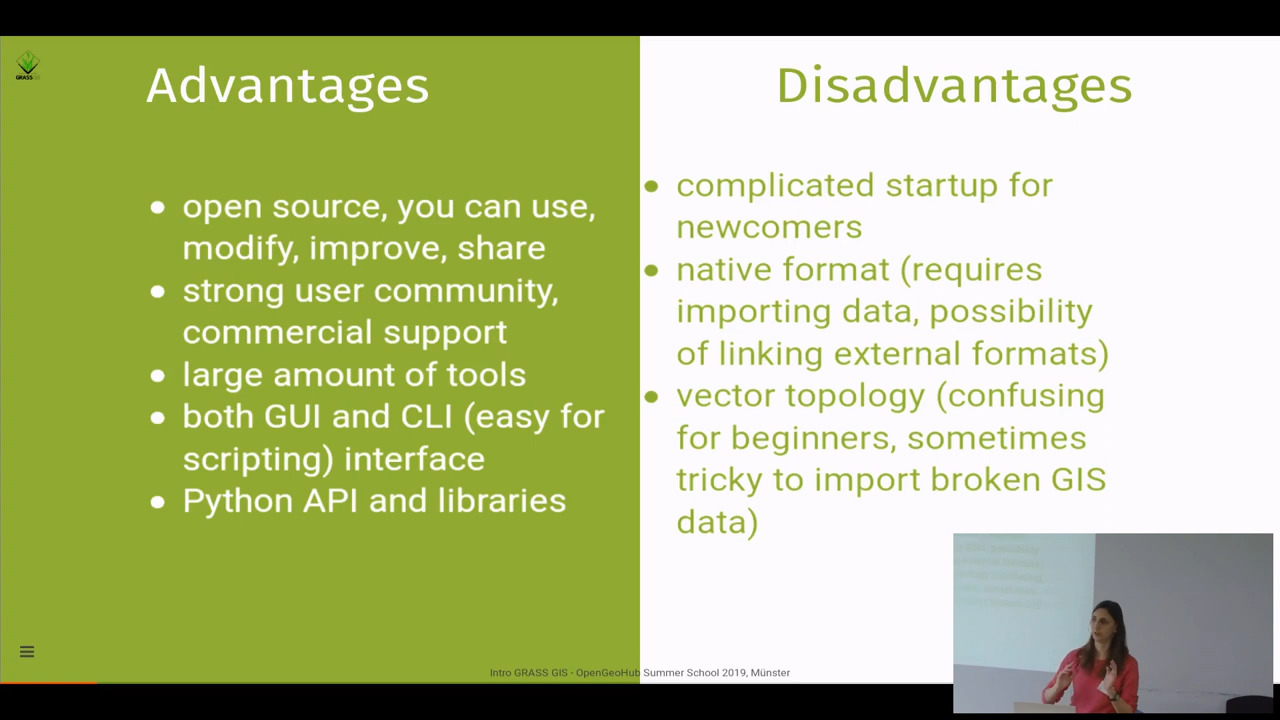 GRASS GIS
Advantages
• open source, you can use,
modify, improve, share
• strong user community,
commercial support
• large amount of tools
• both GUI and CLI (easy for
scripting) interface
• Python API and libraries
Disadvantages
• complicated startup for
newcomers
• native format (requires
importing data, possibility
of linking external formats)
• vector topology (confusing
for beginners, sometimes
tricky to import broken GIS
data)
Intro GRASS GIS - OpenGeoHub Summer School 2019, Münster